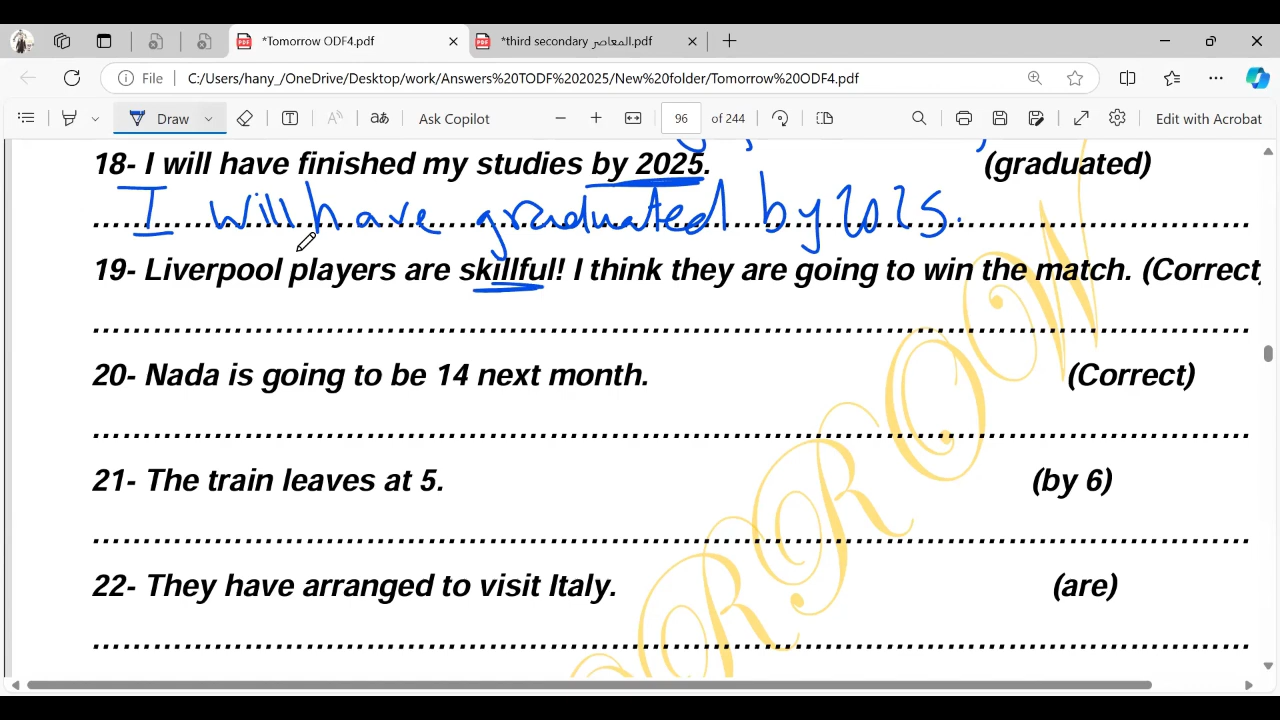 *Tomorrow ODF4.pdf
*third secondary المعاصر.pdf
File
C:/Users/hany_/OneDrive/Desktop/work/Answers%20TODF%202025/New%20folder/Tomorrow%20ODF4.pdf
Draw
Ask Copilot
96 of 244
Edit with Acrobat
18- I will have finished my studies by 2025. (graduated)
I will have graduated by 2025.
19- Liverpool players are skillful! I think they are going to win the match. (Correct
20- Nada is going to be 14 next month. (Correct)
21- The train leaves at 5. (by 6)
22- They have arranged to visit Italy. (are)